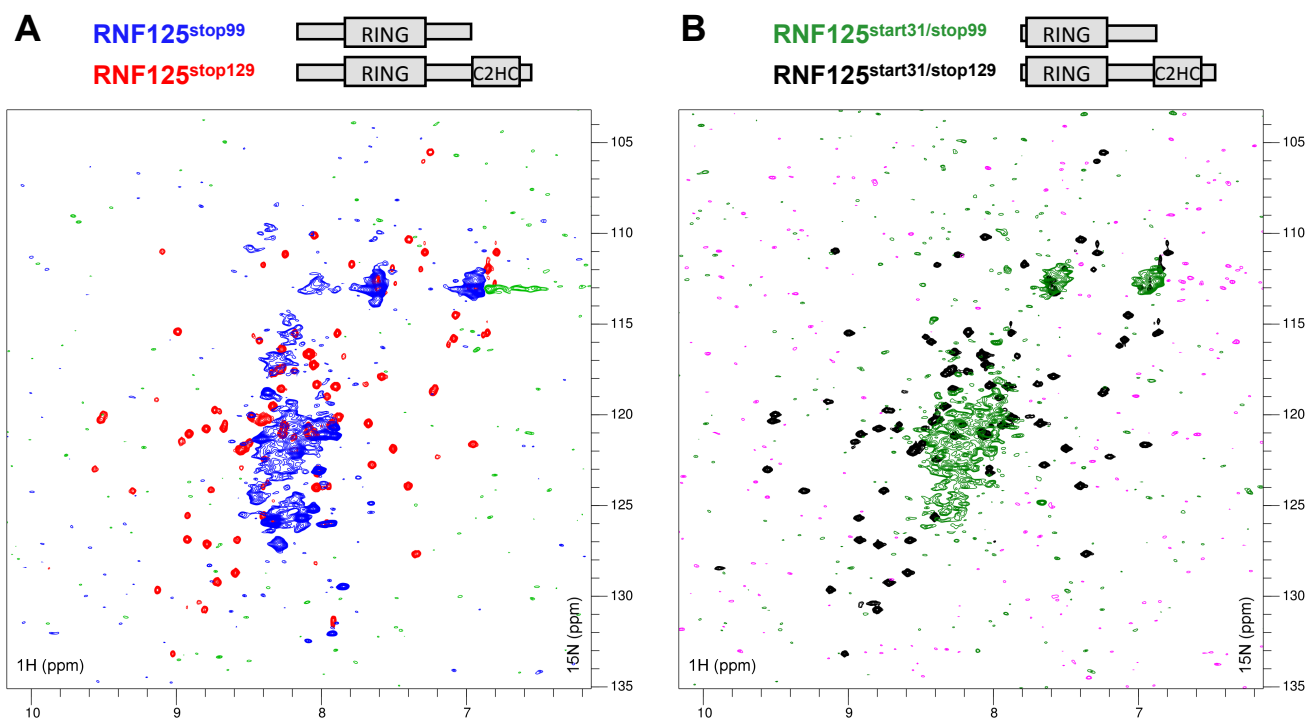 A
RNF125stop99
RING
RNF125stop129
RING
C2HC
B
RNF125start31/stop99
RING
RNF125start31/stop129
RING
C2HC
105
110
115
120
125
130
135
15N (ppm)
1H (ppm)
10
9
8
7
105
110
115
120
125
130
135
15N (ppm)
1H (ppm)
10
9
8
7